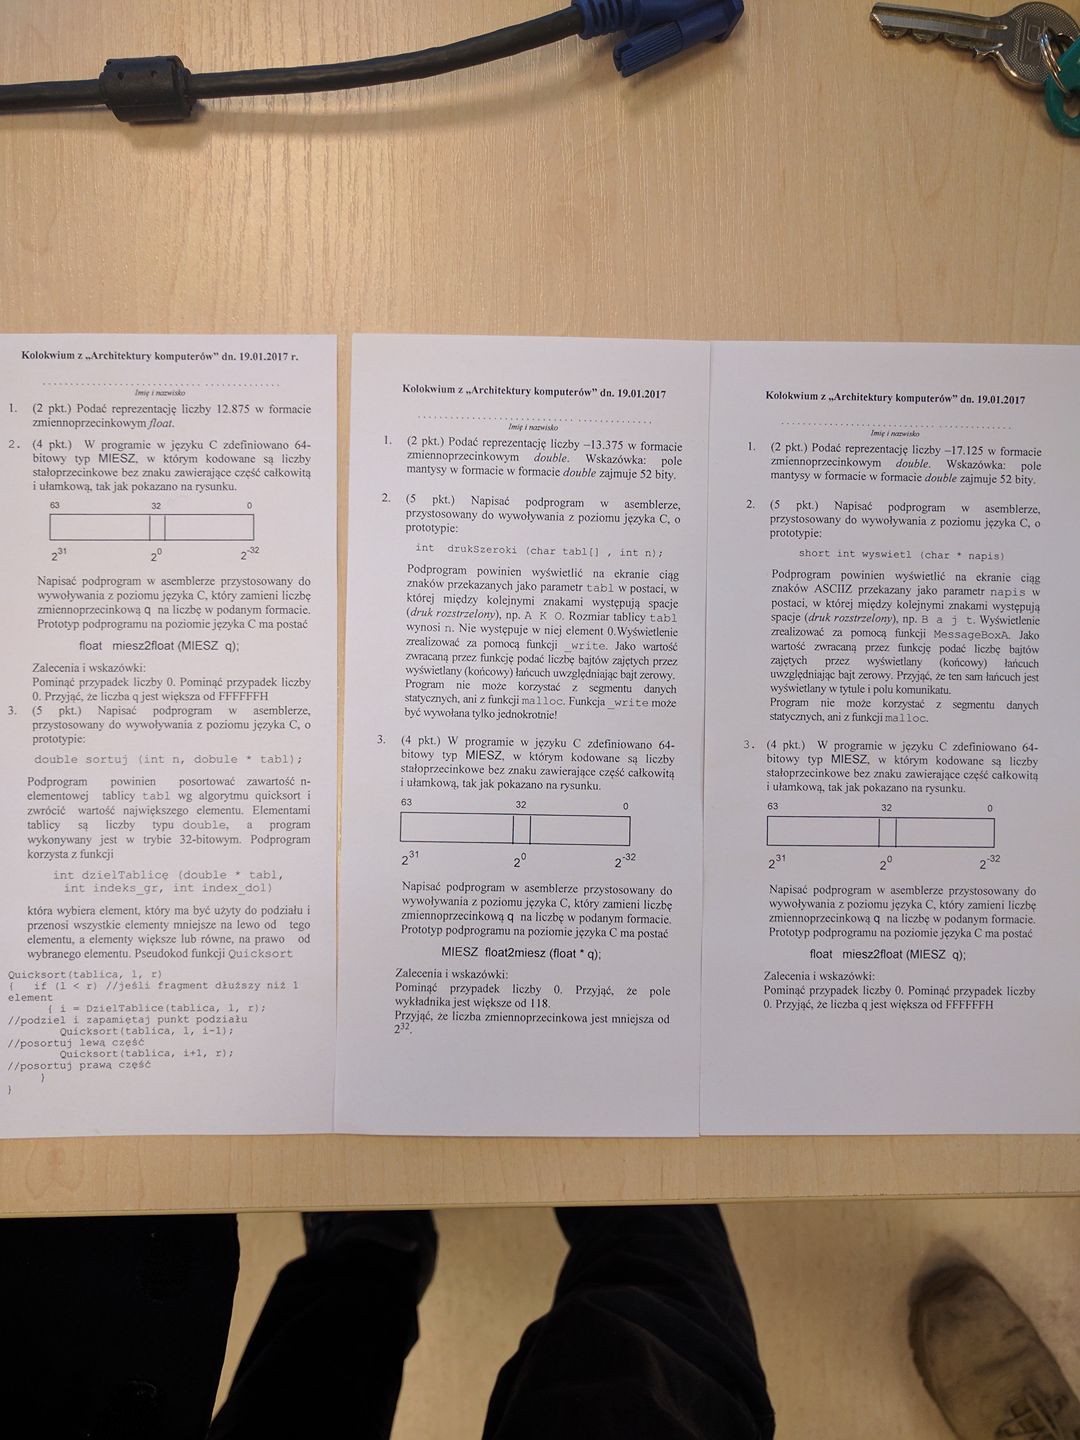 Kolokwium z „Architektury komputerów” dn. 19.01.2017 r.
Imię i nazwisko
1. (2 pkt.) Podać reprezentację liczby 12.875 w formacie
zmiennoprzecinkowym float.
2. (4 pkt.) W programie w języku C zdefiniowano 64-
bitowy typ MIESZ, w którym kodowane są liczby
stałoprzecinkowe bez znaku zawierające część całkowitą
i ułamkową, tak jak pokazano na rysunku.
63 32 0
2^31 2^0 2^-32
Napisać podprogram w asemblerze przystosowany do
wywoływania z poziomu języka C, który zamieni liczbę
zmiennoprzecinkową q na liczbę w podanym formacie.
Prototyp podprogramu na poziomie języka C ma postać
float miesz2float (MIESZ q);
Zalecenia i wskazówki:
Pominąć przypadek liczby 0. Pominąć przypadek liczby
0. Przyjąć, że liczba q jest większa od FFFFFFH
3. (5 pkt.) Napisać podprogram w asemblerze,
przystosowany do wywoływania z poziomu języka C, o
prototypie:
double sortuj (int n, dobule * tabl);
Podprogram powinien posortować zawartość n-
elementowej tablicy tabl wg algorytmu quicksort i
zwrócić wartość największego elementu. Elementami
tablicy są liczby typu double, a program
wykonywany jest w trybie 32-bitowym. Podprogram
korzysta z funkcji
int dzielTablicę (double * tabl,
int indeks_gr, int index_dol)
która wybiera element, który ma być użyty do podziału i
przenosi wszystkie elementy mniejsze na lewo od tego
elementu, a elementy większe lub równe, na prawo od
wybranego elementu. Pseudokod funkcji Quicksort
Quicksort(tablica, l, r)
{ if (l < r) //jeśli fragment dłuższy niż 1
element
{ i = DzielTablice(tablica, l, r);
//podziel i zapamiętaj punkt podziału
Quicksort(tablica, l, i-1);
//posortuj lewą część
Quicksort(tablica, i+1, r);
//posortuj prawą część
}
}
Kolokwium z „Architektury komputerów” dn. 19.01.2017
Imię i nazwisko
1. (2 pkt.) Podać reprezentację liczby –13.375 w formacie
zmiennoprzecinkowym double. Wskazówka: pole
mantysy w formacie w formacie double zajmuje 52 bity.
2. (5 pkt.) Napisać podprogram w asemblerze,
przystosowany do wywoływania z poziomu języka C, o
prototypie:
int drukSzeroki (char tabl[] , int n);
Podprogram powinien wyświetlić na ekranie ciąg
znaków przekazanych jako parametr tabl w postaci, w
której między kolejnymi znakami występują spacje
(druk rozstrzelony), np. A K O. Rozmiar tablicy tabl
wynosi n. Nie występuje w niej element 0.Wyświetlenie
zrealizować za pomocą funkcji _write. Jako wartość
zwracaną przez funkcję podać liczbę bajtów zajętych przez
wyświetlany (końcowy) łańcuch uwzględniając bajt zerowy.
Program nie może korzystać z segmentu danych
statycznych, ani z funkcji malloc. Funkcja _write może
być wywołana tylko jednokrotnie!
3. (4 pkt.) W programie w języku C zdefiniowano 64-
bitowy typ MIESZ, w którym kodowane są liczby
stałoprzecinkowe bez znaku zawierające część całkowitą
i ułamkową, tak jak pokazano na rysunku.
63 32 0
2^31 2^0 2^-32
Napisać podprogram w asemblerze przystosowany do
wywoływania z poziomu języka C, który zamieni liczbę
zmiennoprzecinkową q na liczbę w podanym formacie.
Prototyp podprogramu na poziomie języka C ma postać
MIESZ float2miesz (float * q);
Zalecenia i wskazówki:
Pominąć przypadek liczby 0. Przyjąć, że pole
wykładnika jest większe od 118.
Przyjąć, że liczba zmiennoprzecinkowa jest mniejsza od
2^32.
Kolokwium z „Architektury komputerów” dn. 19.01.2017
Imię i nazwisko
1. (2 pkt.) Podać reprezentację liczby –17.125 w formacie
zmiennoprzecinkowym double. Wskazówka: pole
mantysy w formacie w formacie double zajmuje 52 bity.
2. (5 pkt.) Napisać podprogram w asemblerze,
przystosowany do wywoływania z poziomu języka C, o
prototypie:
short int wyswietl (char * napis)
Podprogram powinien wyświetlić na ekranie ciąg
znaków ASCIIZ przekazany jako parametr napis w
postaci, w której między kolejnymi znakami występują
spacje (druk rozstrzelony), np. B a j t. Wyświetlenie
zrealizować za pomocą funkcji MessageBoxA. Jako
wartość zwracaną przez funkcję podać liczbę bajtów
zajętych przez wyświetlany (końcowy) łańcuch
uwzględniając bajt zerowy. Przyjąć, że ten sam łańcuch jest
wyświetlany w tytule i polu komunikatu.
Program nie może korzystać z segmentu danych
statycznych, ani z funkcji malloc.
3. (4 pkt.) W programie w języku C zdefiniowano 64-
bitowy typ MIESZ, w którym kodowane są liczby
stałoprzecinkowe bez znaku zawierające część całkowitą
i ułamkową, tak jak pokazano na rysunku.
63 32 0
2^31 2^0 2^-32
Napisać podprogram w asemblerze przystosowany do
wywoływania z poziomu języka C, który zamieni liczbę
zmiennoprzecinkową q na liczbę w podanym formacie.
Prototyp podprogramu na poziomie języka C ma postać
float miesz2float (MIESZ q);
Zalecenia i wskazówki:
Pominąć przypadek liczby 0. Pominąć przypadek liczby
0. Przyjąć, że liczba q jest większa od FFFFFFH